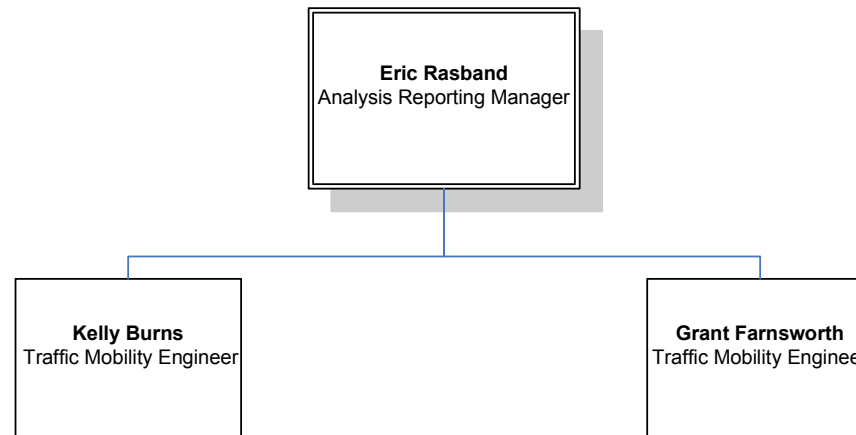 Eric Rasband
Analysis Reporting Manager
Kelly Burns
Traffic Mobility Engineer
Grant Farnsworth
Traffic Mobility Enginee